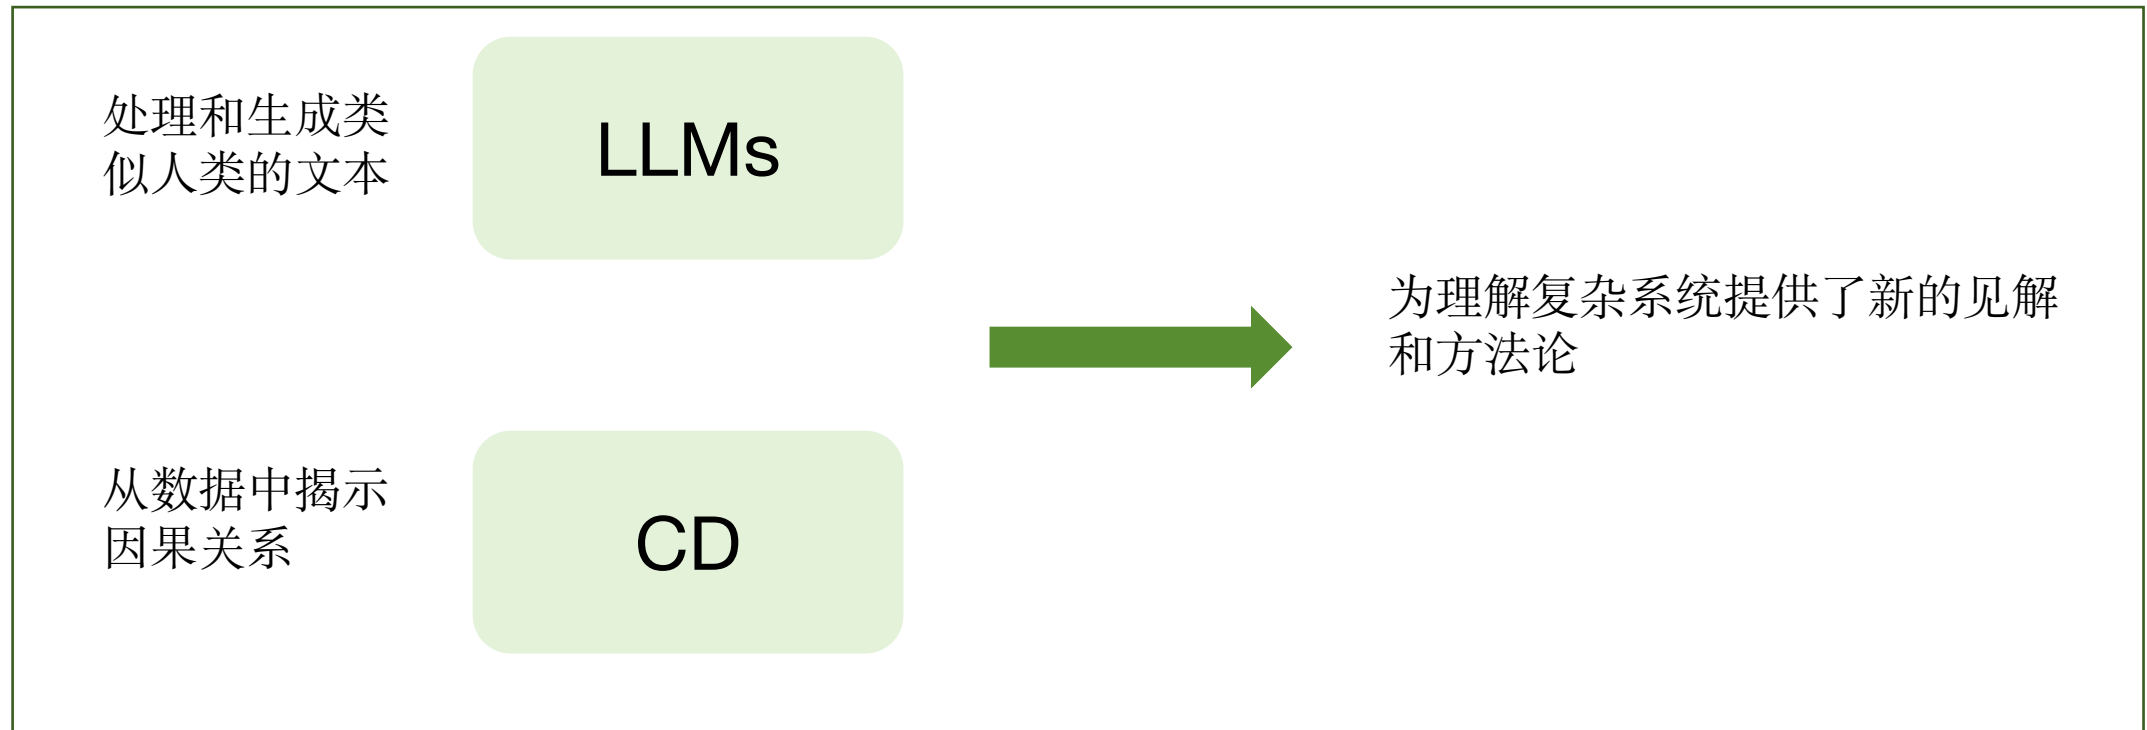 处理和生成类
似人类的文本
LLMs
为理解复杂系统提供了新的见解
和方法论
从数据中揭示
因果关系
CD